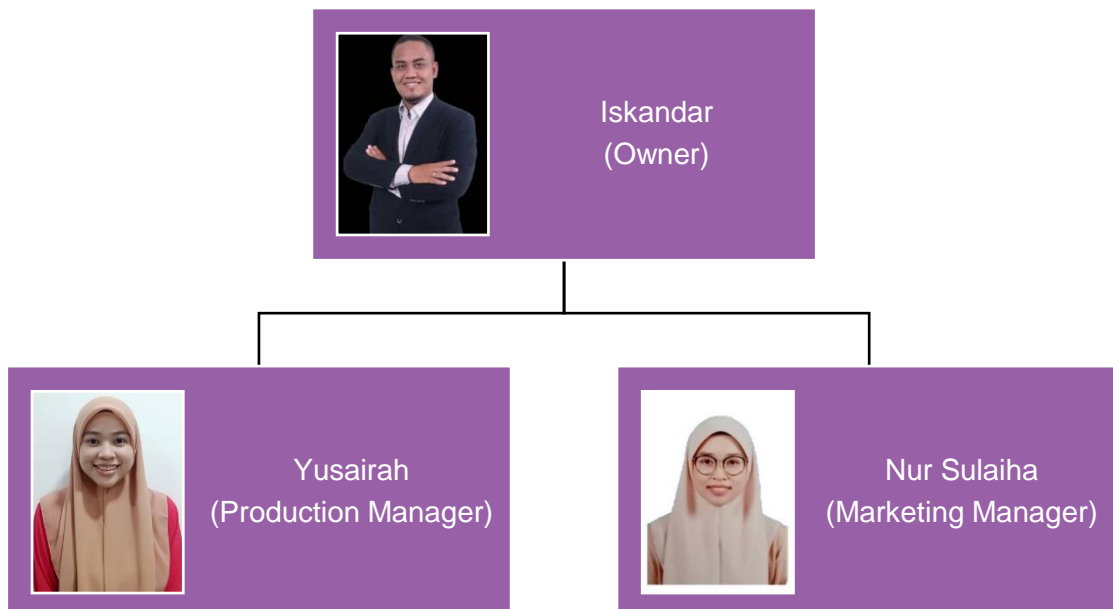 Iskandar
(Owner)
Yusairah
(Production Manager)
Nur Sulaiha
(Marketing Manager)